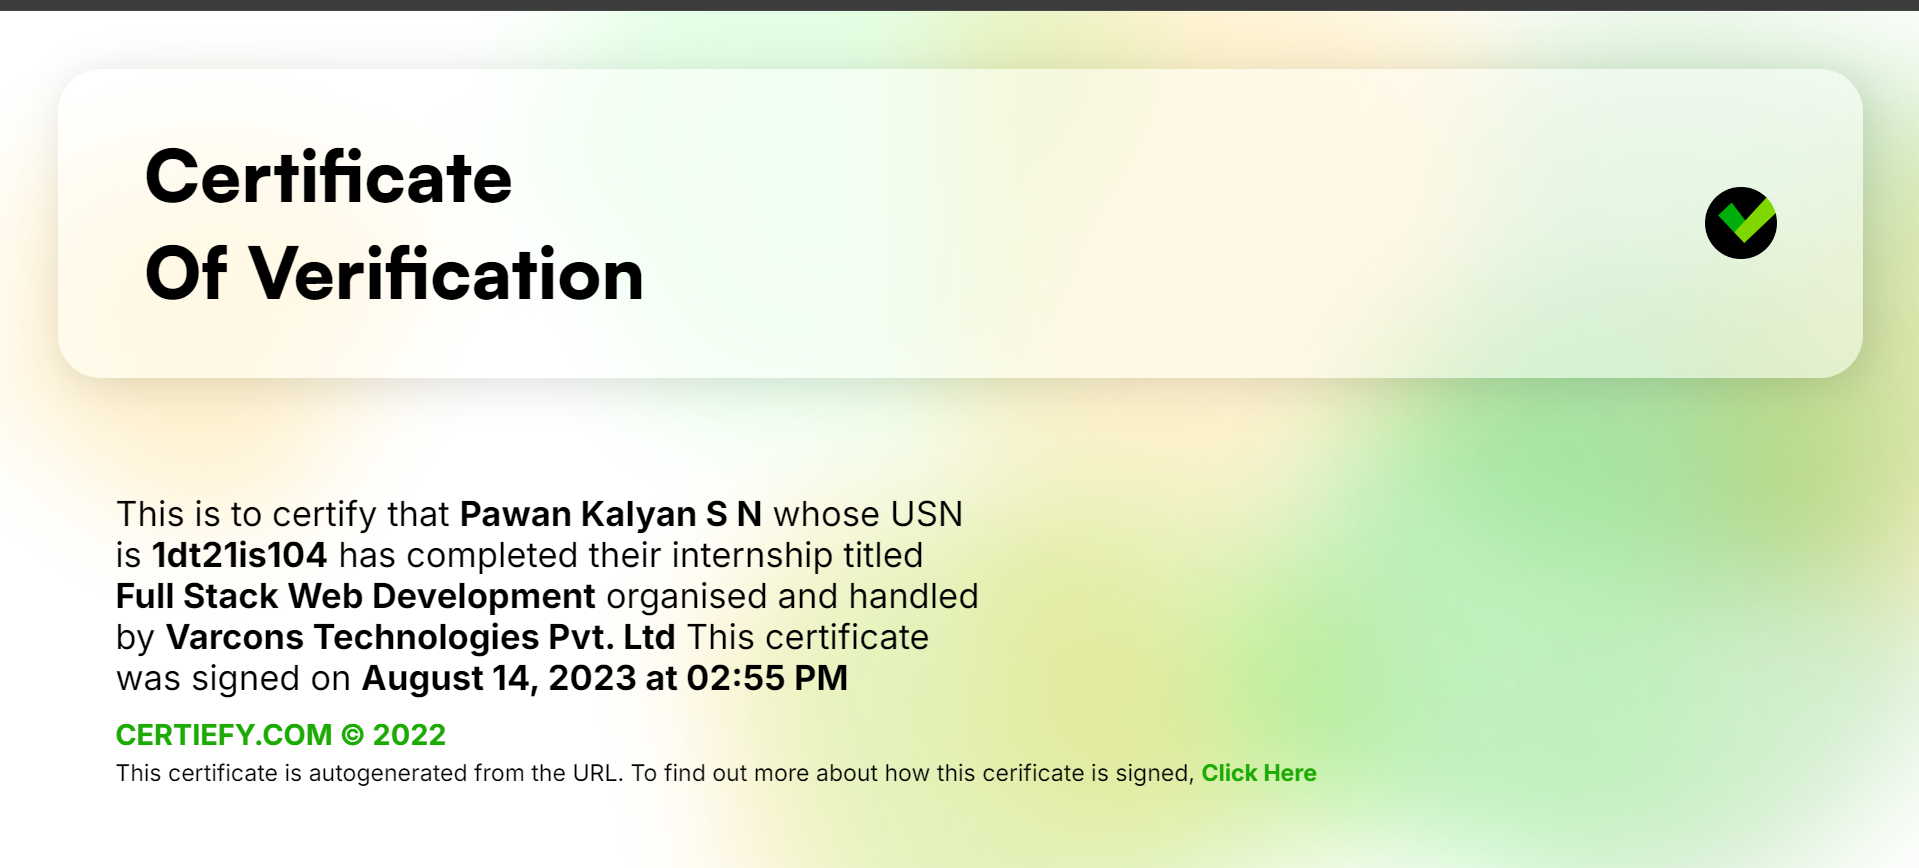 Certificate
Of Verification
This is to certify that Pawan Kalyan S N whose USN
is 1dt21is104 has completed their internship titled
Full Stack Web Development organised and handled
by Varcons Technologies Pvt. Ltd This certificate
was signed on August 14, 2023 at 02:55 PM
CERTIEFY.COM © 2022
This certificate is autogenerated from the URL. To find out more about how this cerificate is signed, Click Here